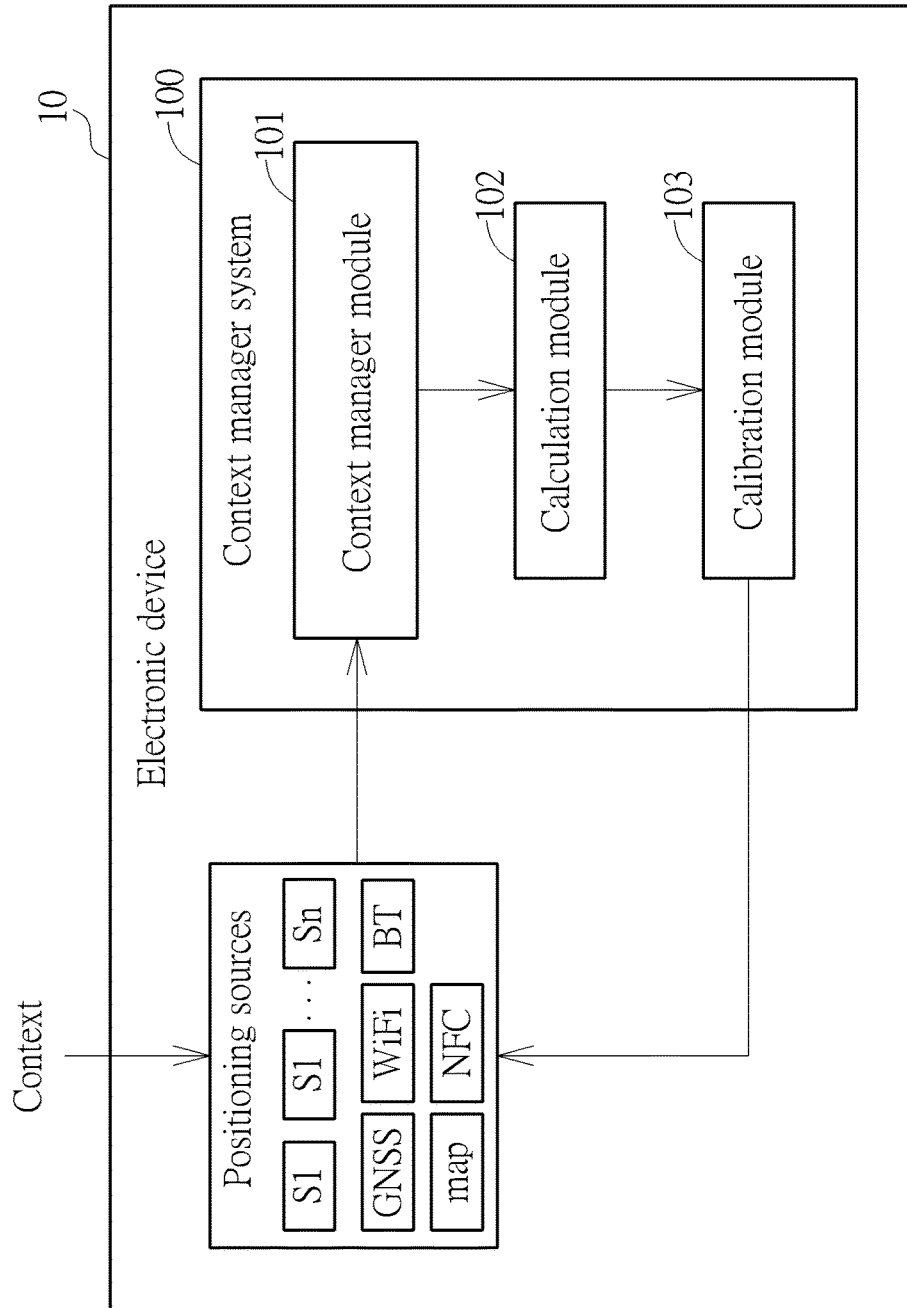 Context
10
Electronic device
Positioning sources
S1 S1 ... Sn
GNSS WiFi BT
map NFC
100
Context manager system
101
Context manager module
102
Calculation module
103
Calibration module